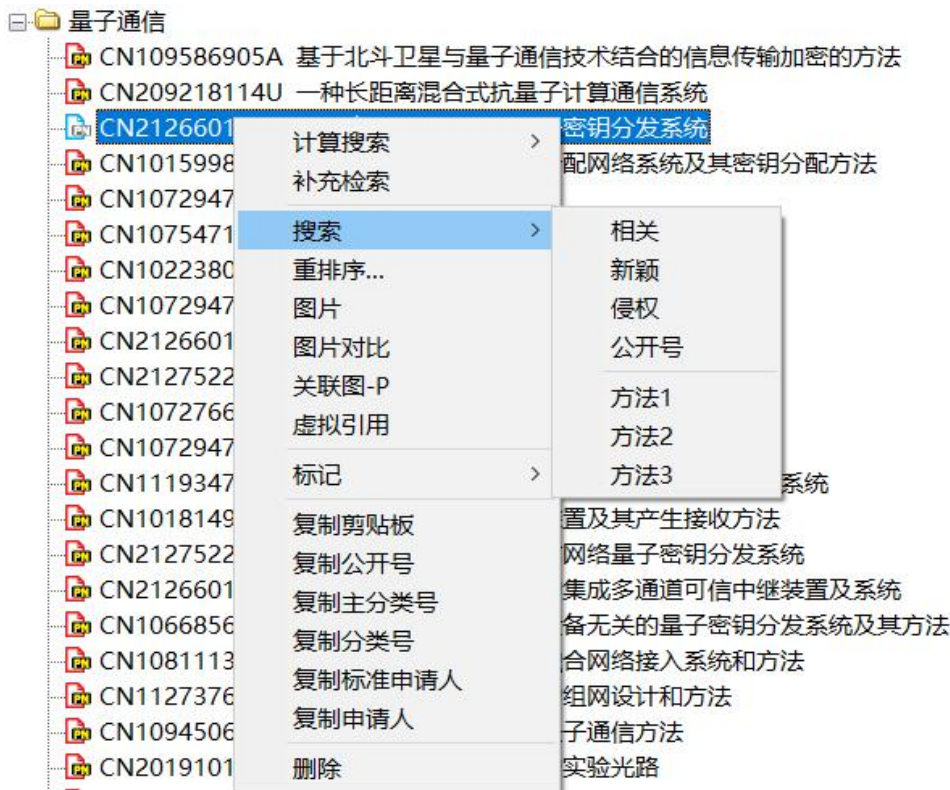 量子通信
CN109586905A 基于北斗卫星与量子通信技术结合的信息传输加密的方法
CN209218114U 一种长距离混合式抗量子计算通信系统
CN2126601
密钥分发系统
CN1015998
配网络系统及其密钥分配方法
CN1072947
CN1075471
CN1022380
CN1072947
CN2126601
CN2127522
CN1072766
CN1072947
CN1119347
系统
CN1018149
置及其产生接收方法
CN2127522
网络量子密钥分发系统
CN2126601
集成多通道可信中继装置及系统
CN1066856
备无关的量子密钥分发系统及其方法
CN1081113
合网络接入系统和方法
CN1127376
组网设计和方法
CN1094506
子通信方法
CN2019101
实验光路
计算搜索
补充检索
搜索
重排序...
图片
图片对比
关联图-P
虚拟引用
标记
复制剪贴板
复制公开号
复制主分类号
复制分类号
复制标准申请人
复制申请人
删除
相关
新颖
侵权
公开号
方法1
方法2
方法3